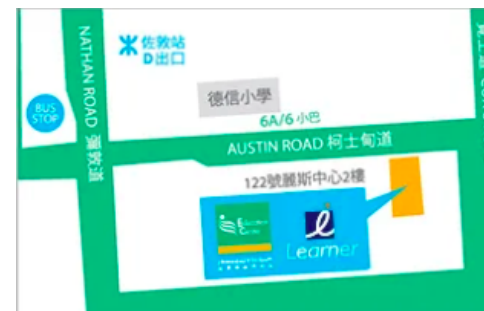 NATHAN ROAD 彌敦道
佐敦站
D出口
BUS
STOP
德信小學
6A/6 小巴
AUSTIN ROAD 柯士甸道
122號麗斯中心2樓
Education
Centre
Learner